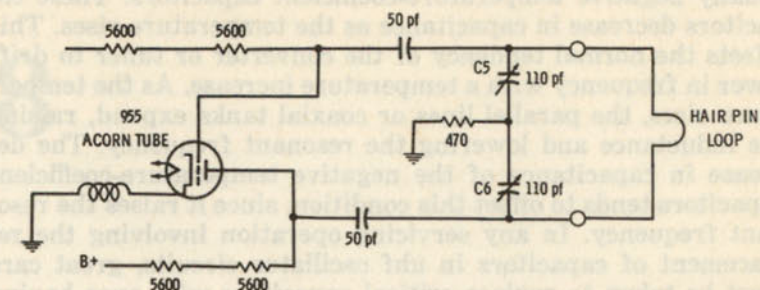 5600 5600 50 pf
C5 110 pf
955
ACORN TUBE
470
HAIR PIN
LOOP
C6 110 pf
50 pf
B+ 5600 5600